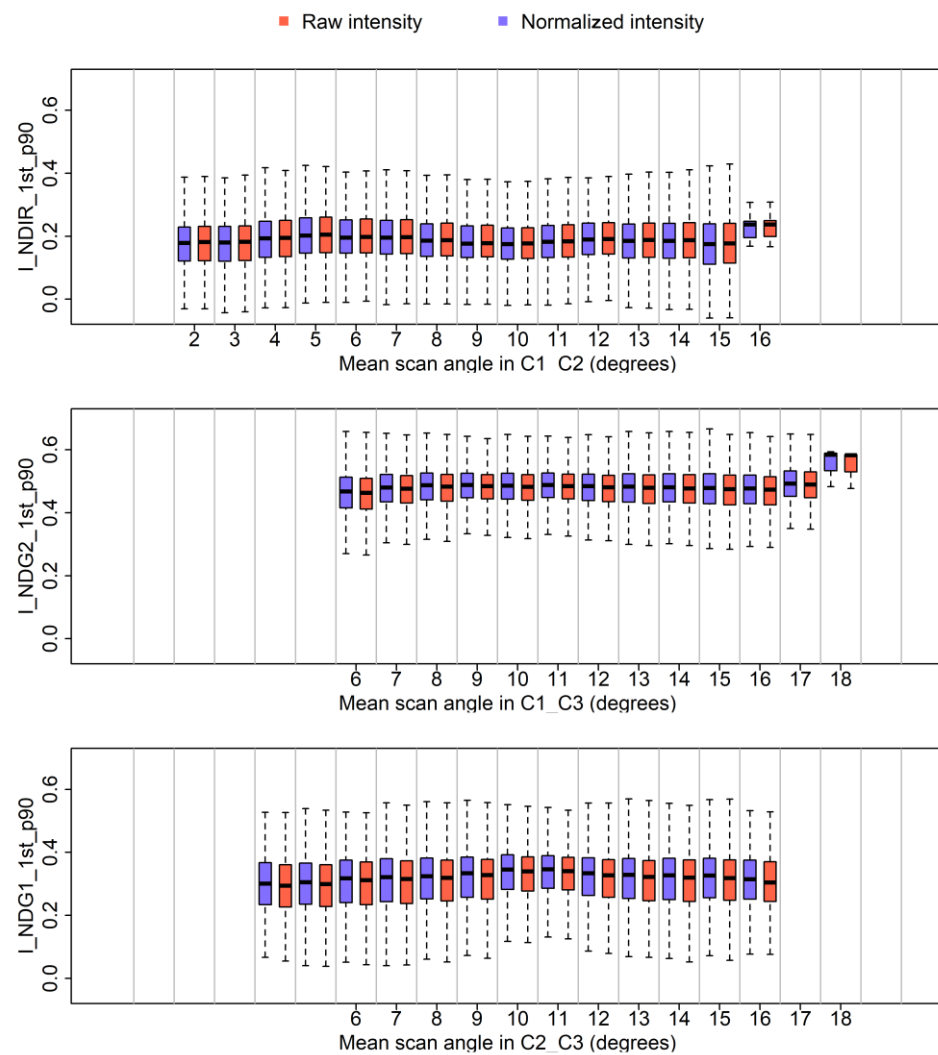 Raw intensity Normalized intensity
I_NDIR_1st_p90
0.6
0.4
0.2
0.0
2 3 4 5 6 7 8 9 10 11 12 13 14 15 16
Mean scan angle in C1_C2 (degrees)
I_NDG2_1st_p90
0.6
0.4
0.2
0.0
6 7 8 9 10 11 12 13 14 15 16 17 18
Mean scan angle in C1_C3 (degrees)
I_NDG1_1st_p90
0.6
0.4
0.2
0.0
6 7 8 9 10 11 12 13 14 15 16 17 18
Mean scan angle in C2_C3 (degrees)